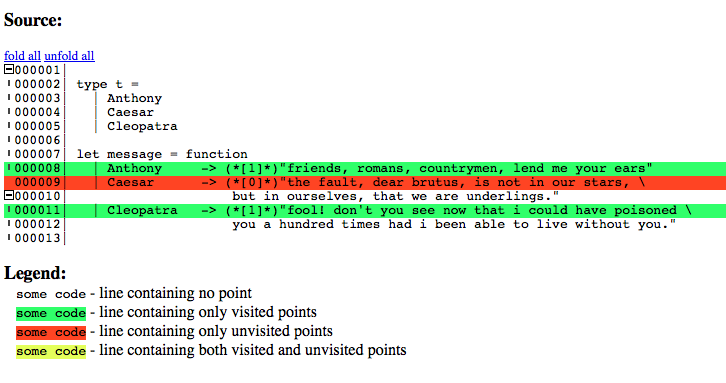 Source:
fold all unfold all
000001|
000002| type t =
000003|   | Anthony
000004|   | Caesar
000005|   | Cleopatra
000006|
000007| let message = function
000008|   | Anthony     -> (*[1]*)"friends, romans, countrymen, lend me your ears"
000009|   | Caesar      -> (*[0]*)"the fault, dear brutus, is not in our stars, \
000010|                    but in ourselves, that we are underlings."
000011|   | Cleopatra   -> (*[1]*)"fool! don't you see now that i could have poisoned \
000012|                    you a hundred times had i been able to live without you."
000013|
Legend:
some code - line containing no point
some code - line containing only visited points
some code - line containing only unvisited points
some code - line containing both visited and unvisited points